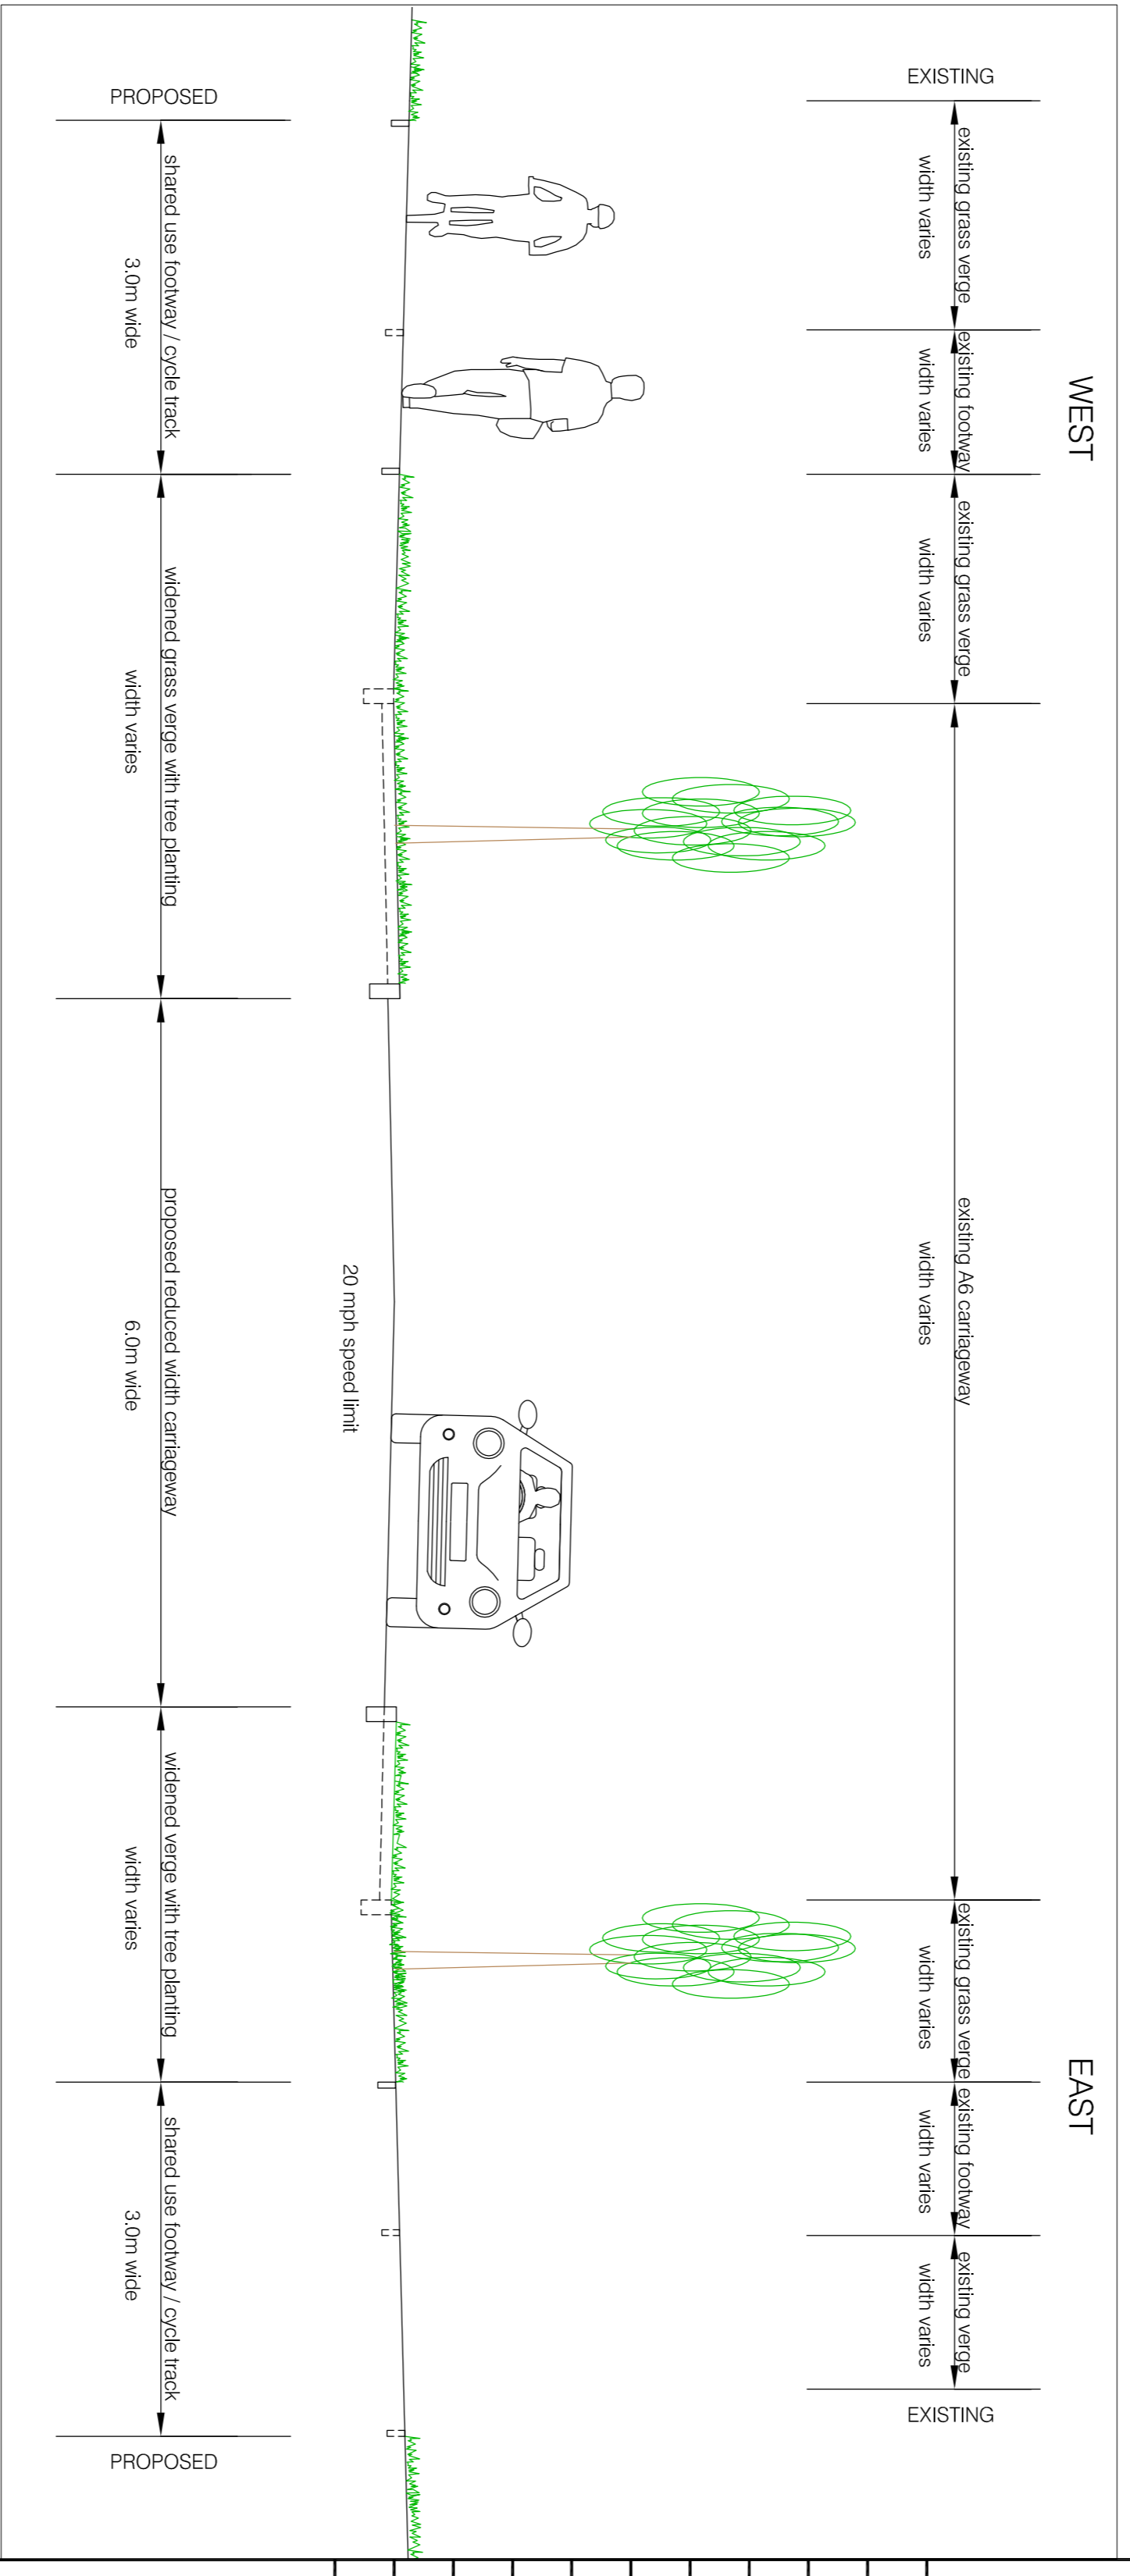 WEST
EAST
EXISTING
existing grass verge
width varies
existing footway
width varies
existing grass verge
width varies
existing A6 carriageway
width varies
existing grass verge
width varies
existing footway
width varies
existing verge
width varies
EXISTING
20 mph speed limit
PROPOSED
shared use footway / cycle track
3.0m wide
widened grass verge with tree planting
width varies
proposed reduced width carriageway
6.0m wide
widened verge with tree planting
width varies
shared use footway / cycle track
3.0m wide
PROPOSED